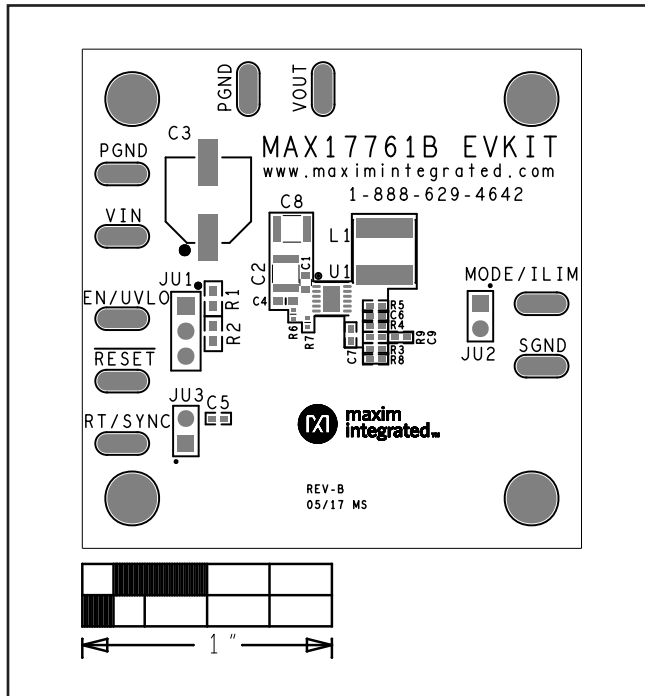 PGND
VOUT
C3
MAX17761B EVKIT
www.maximintegrated.com
1-888-629-4642
PGND
VIN
C8
L1
C2
C1
U1
JU1
EN/UVLO
R1
R2
C4
R6
R7
C7
R5
C6
R4
R9
C9
R3
R8
MODE/ILIM
JU2
SGND
RESET
JU3
C5
RT/SYNC
maxim
integrated™
REV-B
05/17 MS
1 "